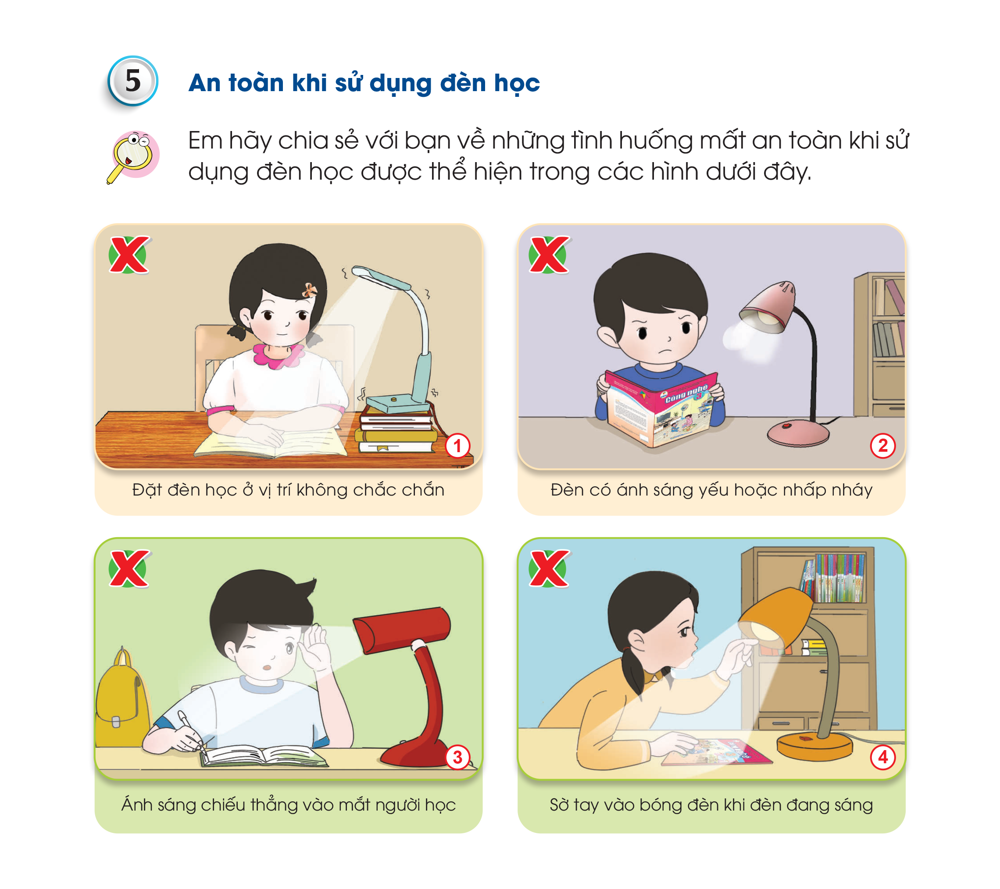 5
An toàn khi sử dụng đèn học
Em hãy chia sẻ với bạn về những tình huống mất an toàn khi sử
dụng đèn học được thể hiện trong các hình dưới đây.
1
Đặt đèn học ở vị trí không chắc chắn
Công nghệ
3
2
Đèn có ánh sáng yếu hoặc nhấp nháy
3
Ánh sáng chiếu thẳng vào mắt người học
4
Sờ tay vào bóng đèn khi đèn đang sáng